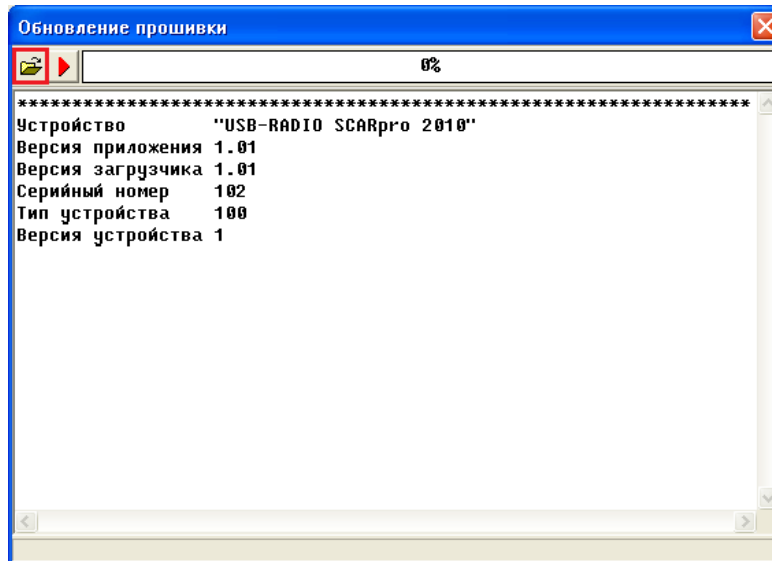 Обновление прошивки
0%
*******************************************************************
Устройство "USB-RADIO SCARpro 2010"
Версия приложения 1.01
Версия загрузчика 1.01
Серийный номер 102
Тип устройства 100
Версия устройства 1